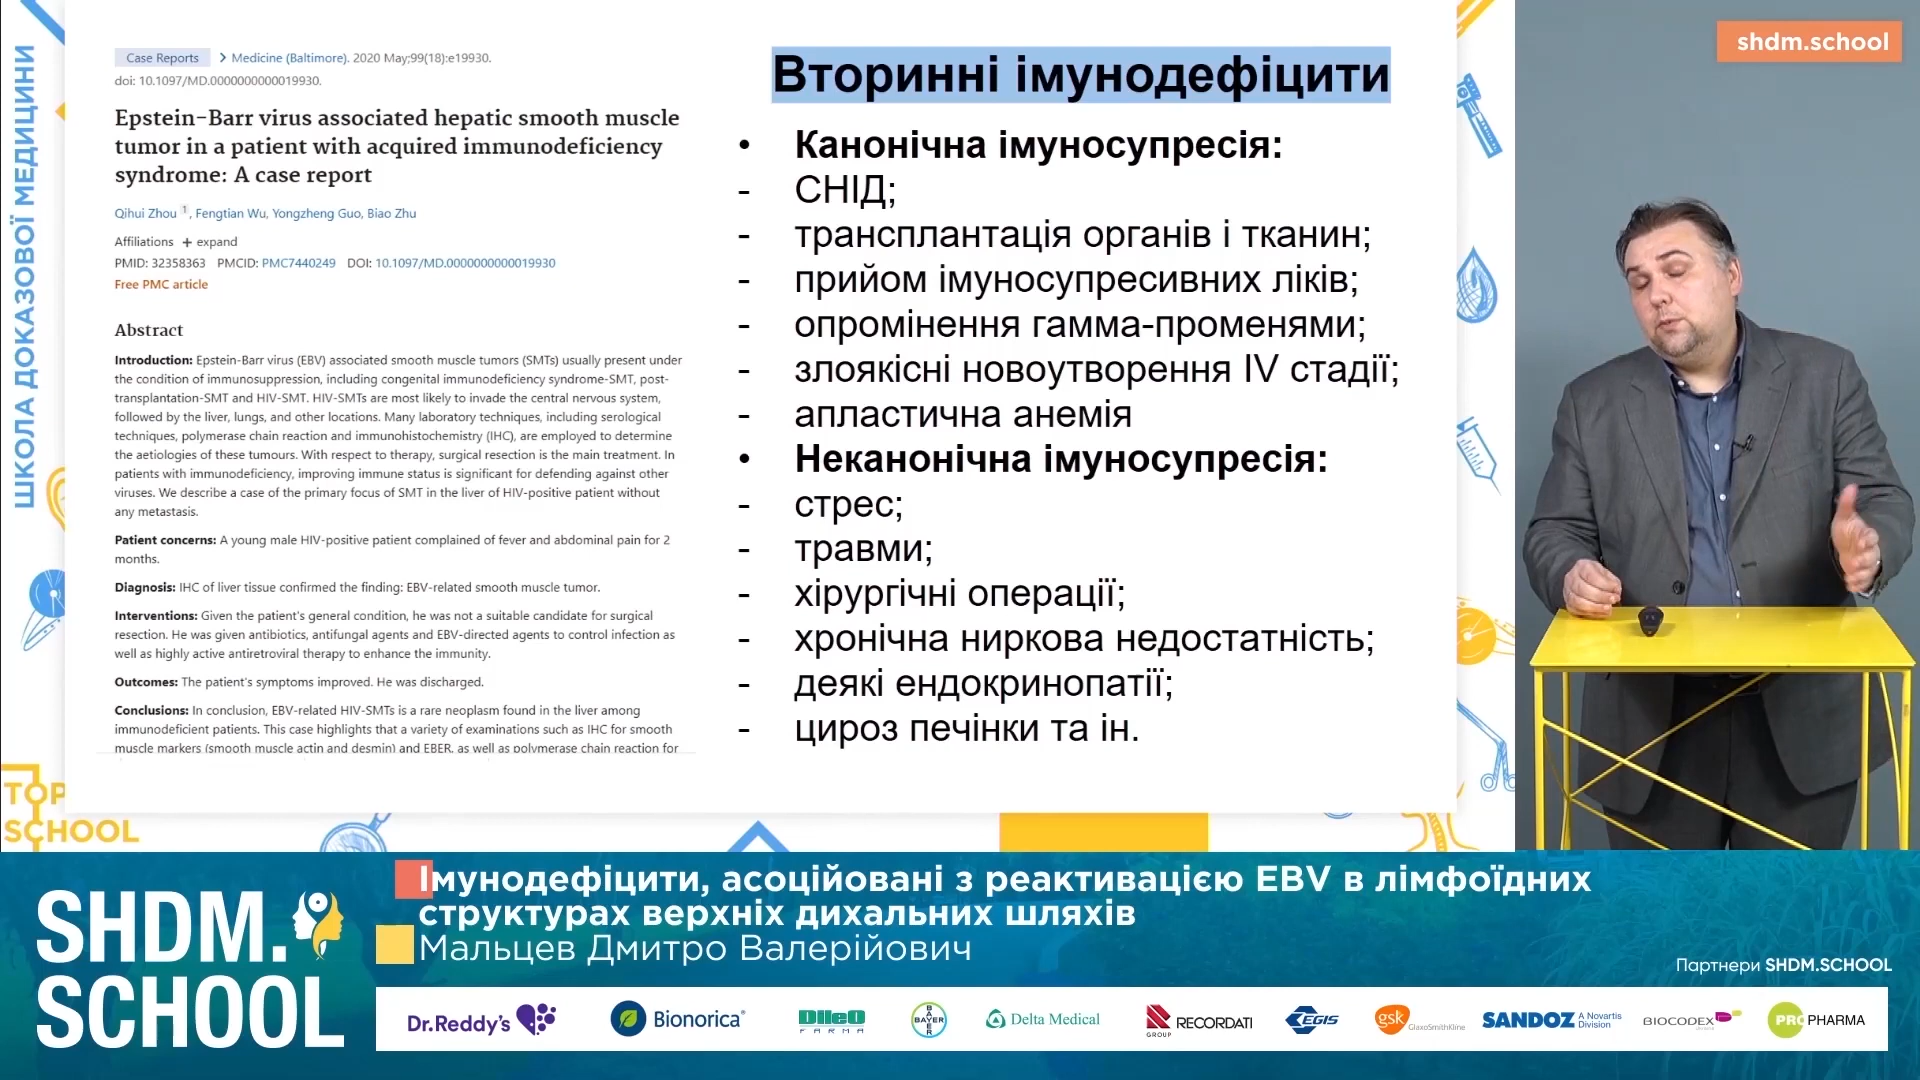 shdm.school
ШКОЛА ДОКАЗОВОЇ МЕДИЦИНИ
Case Reports > Medicine (Baltimore). 2020 May;99(18):e19930.
doi: 10.1097/MD.0000000000019930.
Epstein-Barr virus associated hepatic smooth muscle
tumor in a patient with acquired immunodeficiency
syndrome: A case report
Qihui Zhou 1, Fengtian Wu, Yongzheng Guo, Biao Zhu
Affiliations + expand
PMID: 32358363 PMCID: PMC7440249 DOI: 10.1097/MD.0000000000019930
Free PMC article
Abstract
Introduction: Epstein-Barr virus (EBV) associated smooth muscle tumors (SMTs) usually present under
the condition of immunosuppression, including congenital immunodeficiency syndrome-SMT, post-
transplantation-SMT and HIV-SMT. HIV-SMTs are most likely to invade the central nervous system,
followed by the liver, lungs, and other locations. Many laboratory techniques, including serological
techniques, polymerase chain reaction and immunohistochemistry (IHC), are employed to determine
the aetiologies of these tumours. With respect to therapy, surgical resection is the main treatment. In
patients with immunodeficiency, improving immune status is significant for defending against other
viruses. We describe a case of the primary focus of SMT in the liver of HIV-positive patient without
any metastasis.
Patient concerns: A young male HIV-positive patient complained of fever and abdominal pain for 2
months.
Diagnosis: IHC of liver tissue confirmed the finding: EBV-related smooth muscle tumor.
Interventions: Given the patient's general condition, he was not a suitable candidate for surgical
resection. He was given antibiotics, antifungal agents and EBV-directed agents to control infection as
well as highly active antiretroviral therapy to enhance the immunity.
Outcomes: The patient's symptoms improved. He was discharged.
Conclusions: In conclusion, EBV-related HIV-SMTs is a rare neoplasm found in the liver among
immunodeficient patients. This case highlights that a variety of examinations such as IHC for smooth
muscle markers (smooth muscle actin and desmin) and EBER, as well as polymerase chain reaction for
Вторинні імунодефіцити
• Канонічна імуносупресія:
- СНІД;
- трансплантація органів і тканин;
- прийом імуносупресивних ліків;
- опромінення гамма-променями;
- злоякісні новоутворення IV стадії;
- апластична анемія
• Неканонічна імуносупресія:
- стрес;
- травми;
- хірургічні операції;
- хронічна ниркова недостатність;
- деякі ендокринопатії;
- цироз печінки та ін.
TOP
SCHOOL
SHDM.
SCHOOL
Імунодефіцити, асоційовані з реактивацією EBV в лімфоїдних
структурах верхніх дихальних шляхів
Мальцев Дмитро Валерійович
Партнери SHDM.SCHOOL
Dr.Reddy's
Bionorica
Dileo
FARMA
BAYER
Delta Medical
RECORDATI
GROUP
EGIS
gsk GlaxoSmithKline
SANDOZ A Novartis Division
BIOCODEX
PRO PHARMA